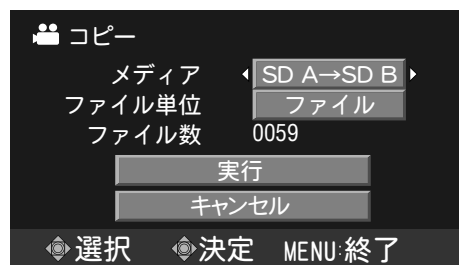 コピー
メディア SD A→SD B
ファイル単位 ファイル
ファイル数 0059
実行
キャンセル
選択 決定 MENU:終了